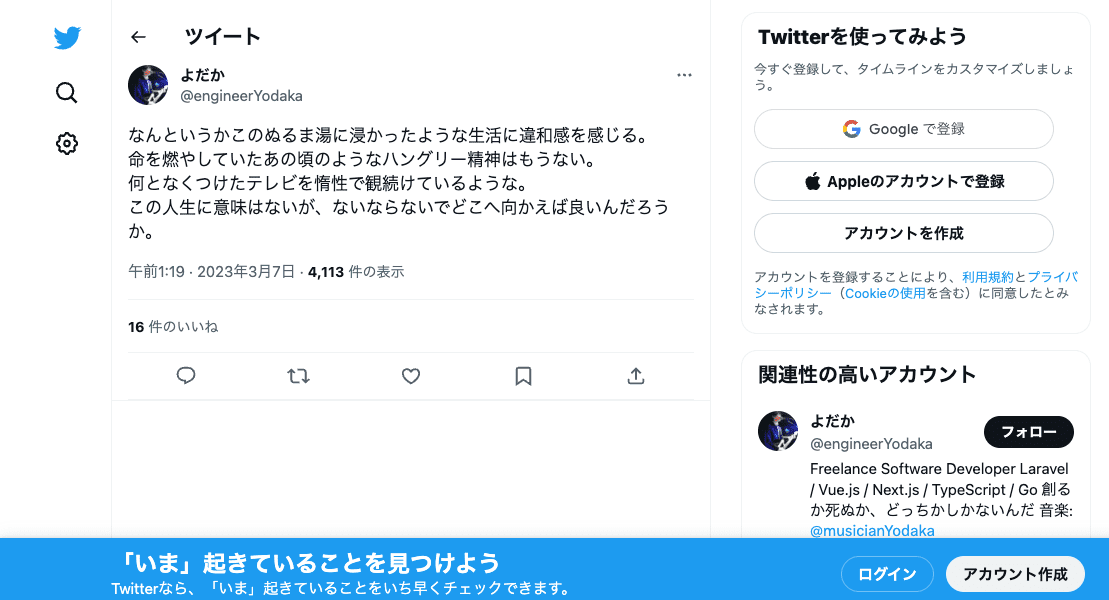 ツイート
よだか
@engineerYodaka
なんというかこのぬるま湯に浸かったような生活に違和感を感じる。
命を燃やしていたあの頃のようなハングリー精神はもうない。
何となくつけたテレビを惰性で観続けているような。
この人生に意味はないが、ないならないでどこへ向かえば良いんだろう
か。
午前1:19 · 2023年3月7日 · 4,113 件の表示
16 件のいいね
Twitterを使ってみよう
今すぐ登録して、タイムラインをカスタマイズしましょ
う。
Google で登録
Appleのアカウントで登録
アカウントを作成
アカウントを登録することにより、利用規約とプライバ
シーポリシー（Cookieの使用を含む）に同意したとみ
なされます。
関連性の高いアカウント
よだか
@engineerYodaka
フォロー
Freelance Software Developer Laravel
/ Vue.js / Next.js / TypeScript / Go 創る
か死ぬか、どっちかしかないんだ 音楽:
@musicianYodaka
「いま」起きていることを見つけよう
Twitterなら、「いま」起きていることをいち早くチェックできます。
ログイン
アカウント作成